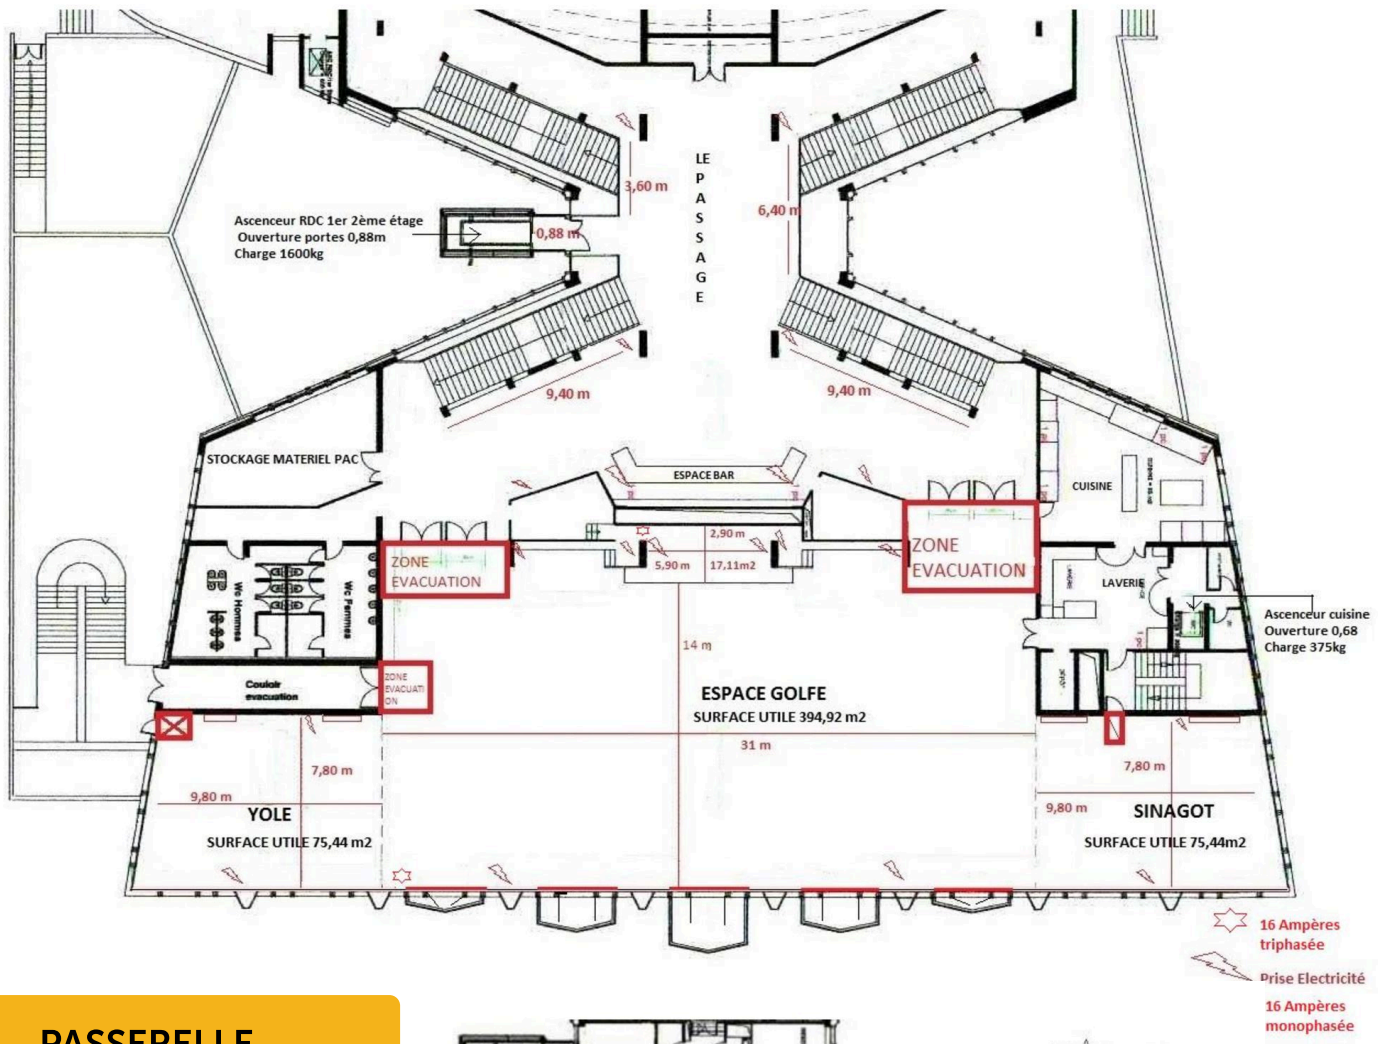 LE
P
A
S
S
A
G
E
3,60 m
6,40 m
Ascenceur RDC 1er 2ème étage
Ouverture portes 0,88m
Charge 1600kg
0,88 m
9,40 m
9,40 m
STOCKAGE MATERIEL PAC
ESPACE BAR
CUISINE
2,90 m
5,90 m
17,11m2
ZONE
EVACUATION
ZONE
EVACUATION
Wc Hommes
Wc Femmes
LAVERIE
Ascenceur cuisine
Ouverture 0,68
Charge 375kg
14 m
ZONE
EVACUATI
ON
Couloir
evacuation
ESPACE GOLFE
SURFACE UTILE 394,92 m2
31 m
7,80 m
9,80 m
YOLE
SURFACE UTILE 75,44 m2
7,80 m
9,80 m
SINAGOT
SURFACE UTILE 75,44m2
16 Ampères
triphasée
Prise Electricité
16 Ampères
monophasée
PASSERELLE